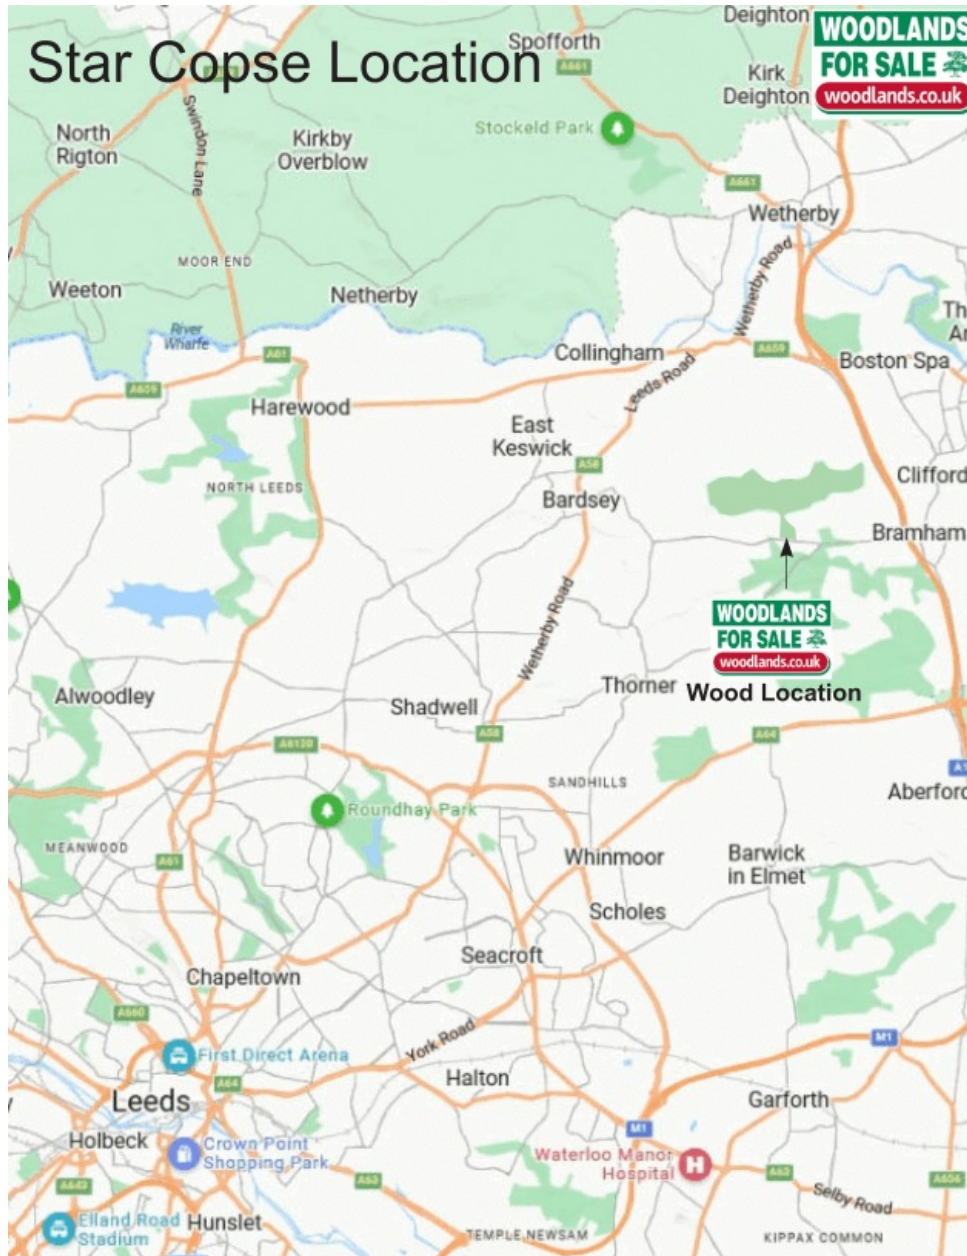 Star Copse Location
Deighton
WOODLANDS
FOR SALE
woodlands.co.uk
Spofforth
A661
Kirk
Deighton
Stockeld Park
North
Rigton
Swindon Lane
Kirkby
Overblow
A661
Wetherby
MOOR END
Wetherby Road
Weeton
Netherby
River
Wharfe
A61
Collingham
A659
Boston Spa
A659
Leeds Road
Harewood
East
Keswick
A58
Clifford
NORTH LEEDS
Bardsey
Bramham
Wetherby Road
WOODLANDS
FOR SALE
woodlands.co.uk
Wood Location
Thorner
Alwoodley
Shadwell
A58
A64
A6120
SANDHILLS
Roundhay Park
MEANWOOD
A61
Whinmoor
Barwick
in Elmet
Scholes
Seacroft
Chapeltown
A660
York Road
M1
First Direct Arena
A64
Halton
Leeds
Garforth
M1
Holbeck
Crown Point
Shopping Park
Waterloo Manor
Hospital
H
A63
A63
A643
A656
Selby Road
Elland Road
Stadium
Hunslet
TEMPLE NEWSAM
KIPPAX COMMON